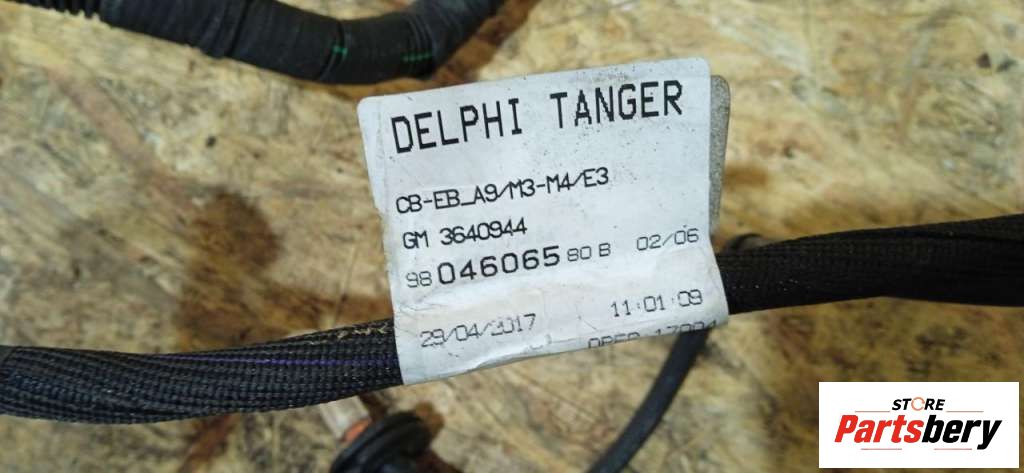 DELPHI TANGER
CB-EB_A9/M3-M4/E3
GM 3640944
98 046065 80 B 02/06
29/04/2017 11:01:09
STORE
Partsbery